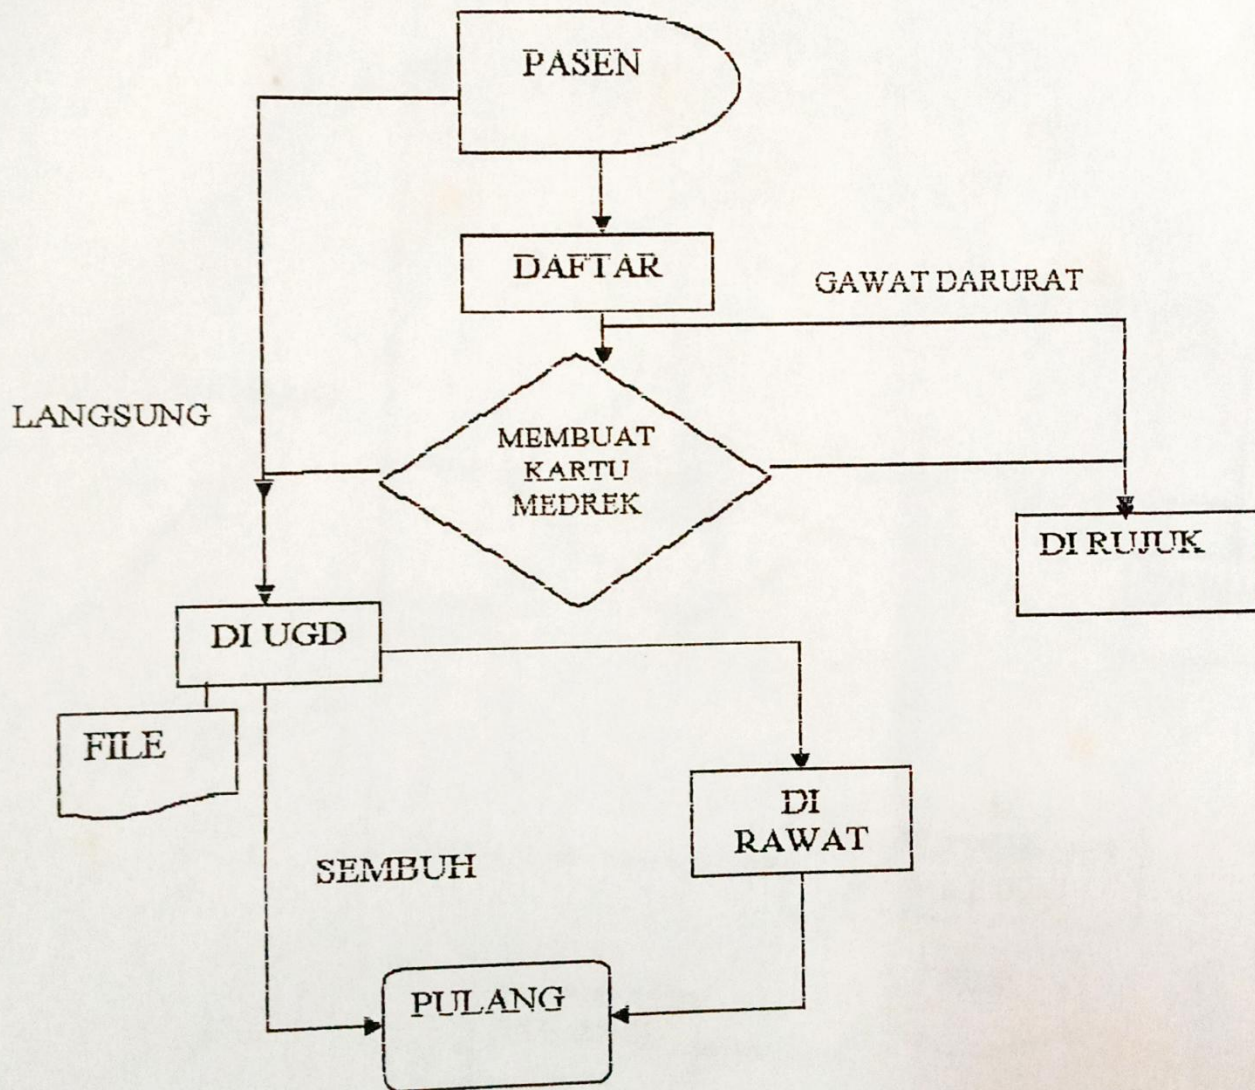 PASEN
DAFTAR
GAWAT DARURAT
LANGSUNG
MEMBUAT
KARTU
MEDREK
DI RUJUK
DI UGD
FILE
DI
RAWAT
SEMBUH
PULANG